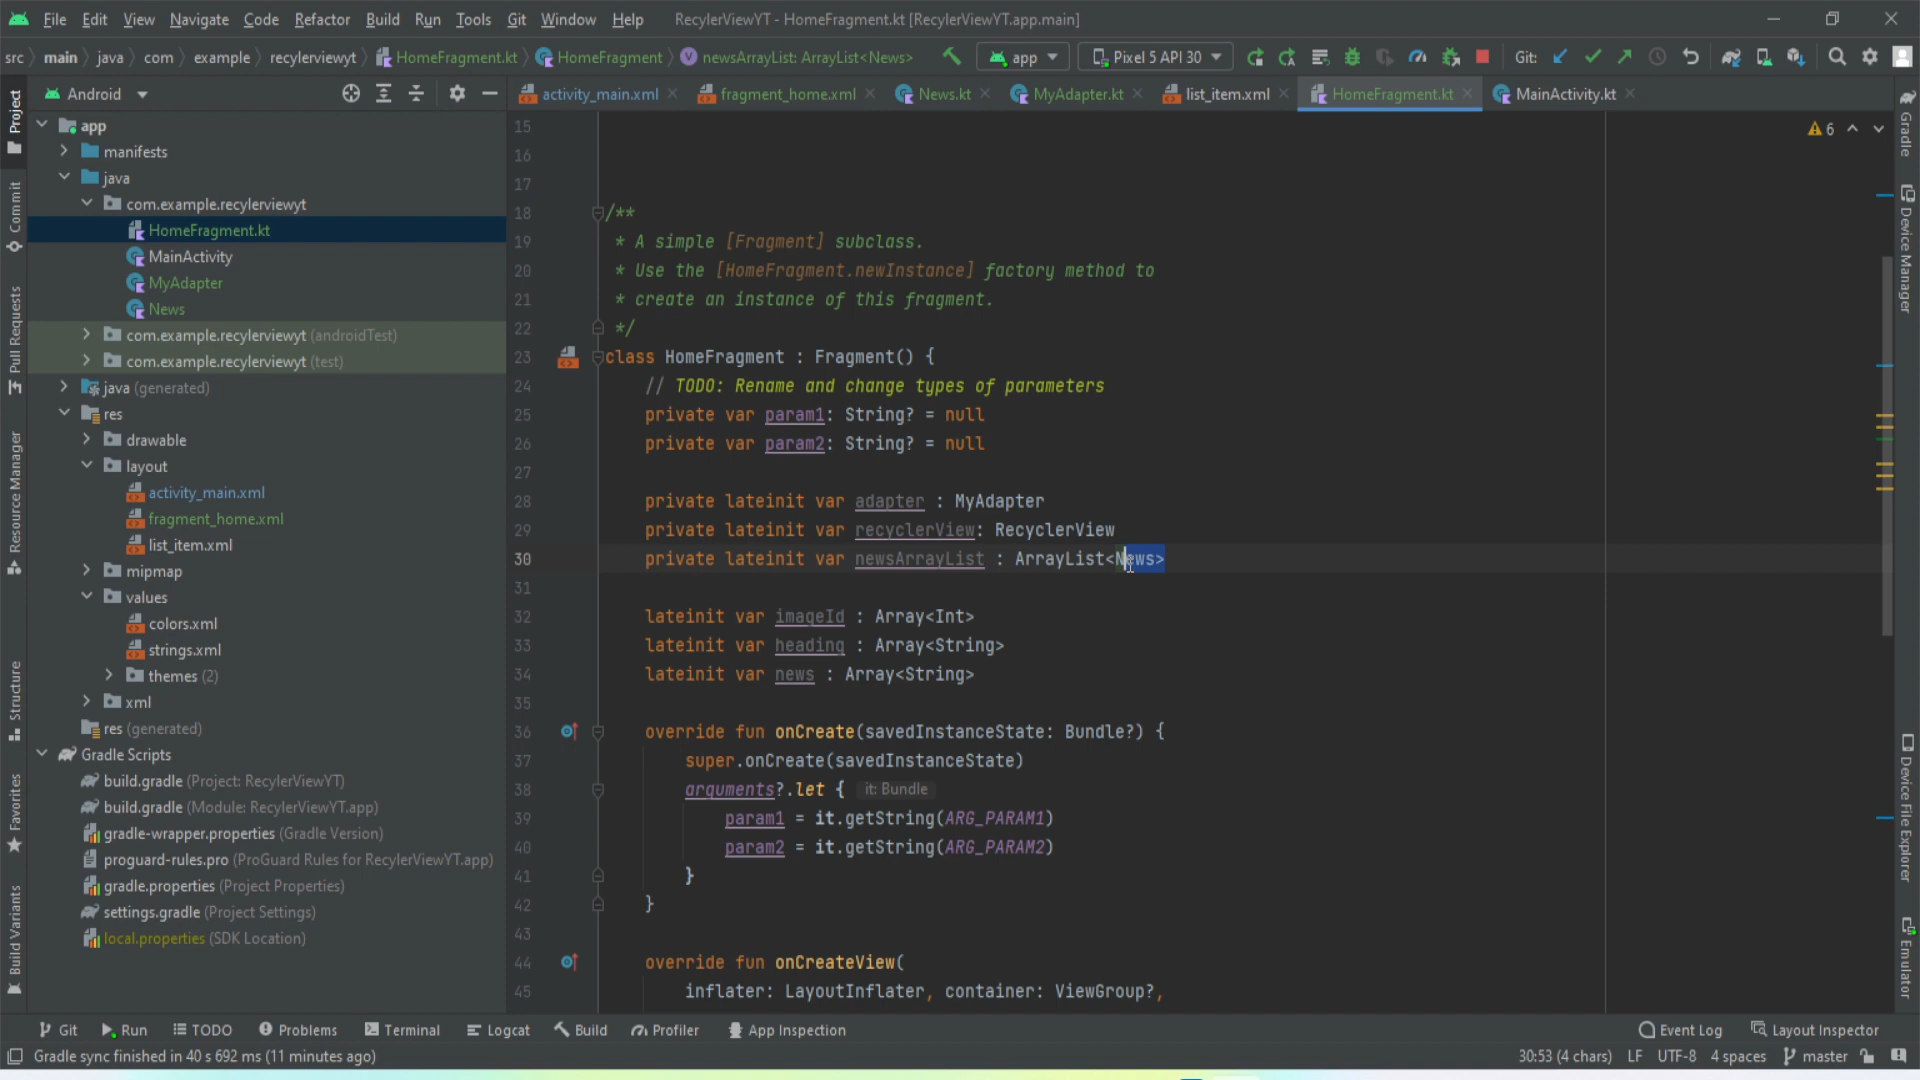 File Edit View Navigate Code Refactor Build Run Tools Git Window Help RecylerViewYT - HomeFragment.kt [RecylerViewYT.app.main]
src main java com example recylerviewyt HomeFragment.kt HomeFragment newsArrayList: ArrayList<News> app Pixel 5 API 30 Git:
Android activity_main.xml fragment_home.xml News.kt MyAdapter.kt list_item.xml HomeFragment.kt MainActivity.kt
Project
Commit
Pull Requests
Resource Manager
Structure
Favorites
Build Variants
app
manifests
java
com.example.recylerviewyt
HomeFragment.kt
MainActivity
MyAdapter
News
com.example.recylerviewyt (androidTest)
com.example.recylerviewyt (test)
java (generated)
res
drawable
layout
activity_main.xml
fragment_home.xml
list_item.xml
mipmap
values
colors.xml
strings.xml
themes (2)
xml
res (generated)
Gradle Scripts
build.gradle (Project: RecylerViewYT)
build.gradle (Module: RecylerViewYT.app)
gradle-wrapper.properties (Gradle Version)
proguard-rules.pro (ProGuard Rules for RecylerViewYT.app)
gradle.properties (Project Properties)
settings.gradle (Project Settings)
local.properties (SDK Location)
6
15
16
17
18 /**
19 * A simple [Fragment] subclass.
20 * Use the [HomeFragment.newInstance] factory method to
21 * create an instance of this fragment.
22 */
23 class HomeFragment : Fragment() {
24 // TODO: Rename and change types of parameters
25 private var param1: String? = null
26 private var param2: String? = null
27
28 private lateinit var adapter : MyAdapter
29 private lateinit var recyclerView: RecyclerView
30 private lateinit var newsArrayList : ArrayList<News>
31
32 lateinit var imageId : Array<Int>
33 lateinit var heading : Array<String>
34 lateinit var news : Array<String>
35
36 override fun onCreate(savedInstanceState: Bundle?) {
37 super.onCreate(savedInstanceState)
38 arguments?.let { it: Bundle
39 param1 = it.getString(ARG_PARAM1)
40 param2 = it.getString(ARG_PARAM2)
41 }
42 }
43
44 override fun onCreateView(
45 inflater: LayoutInflater, container: ViewGroup?,
Gradle
Device Manager
Device File Explorer
Emulator
Git Run TODO Problems Terminal Logcat Build Profiler App Inspection Event Log Layout Inspector
Gradle sync finished in 40 s 692 ms (11 minutes ago) 30:53 (4 chars) LF UTF-8 4 spaces master